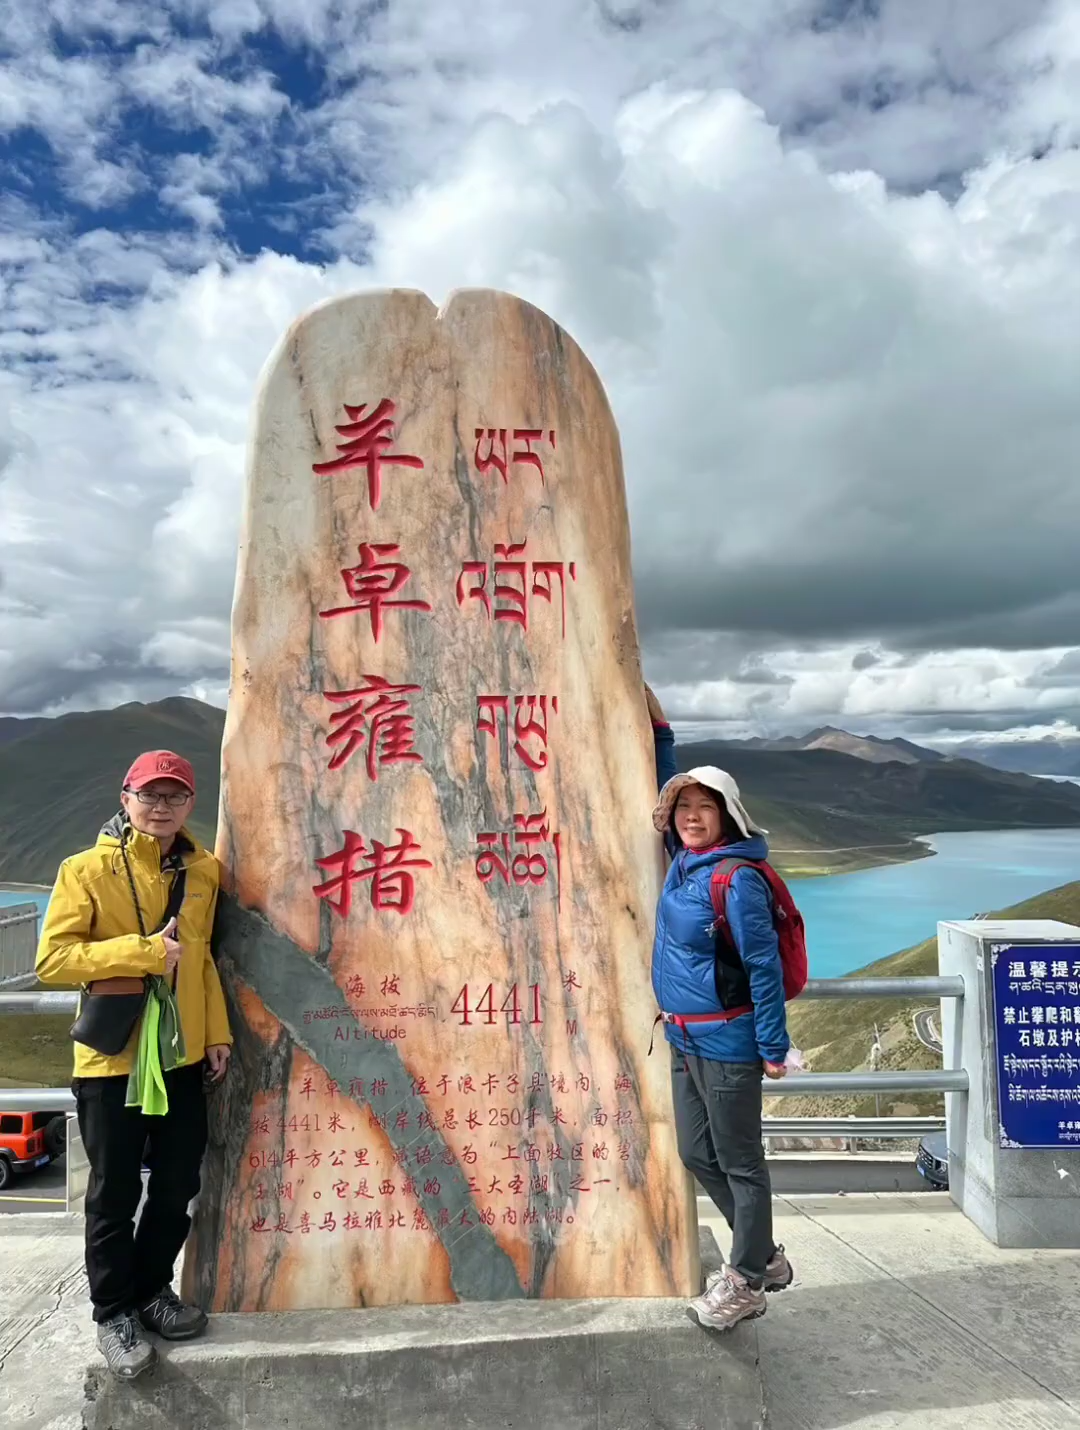 羊卓雍措
ཡར་
འབྲོག་
གཡུ་
མཚོ།
海拔
Altitude
4441
米
M
羊卓雍措 位于浪卡子县境内，海
拔4441米，湖岸线总长250千米，面积
614平方公里，藏语意为“上面牧区的碧
玉湖”。它是西藏的“三大圣湖”之一，
也是喜马拉雅北麓最大的内陆湖。
温馨提示
禁止攀爬和
石墩及护
羊卓雍